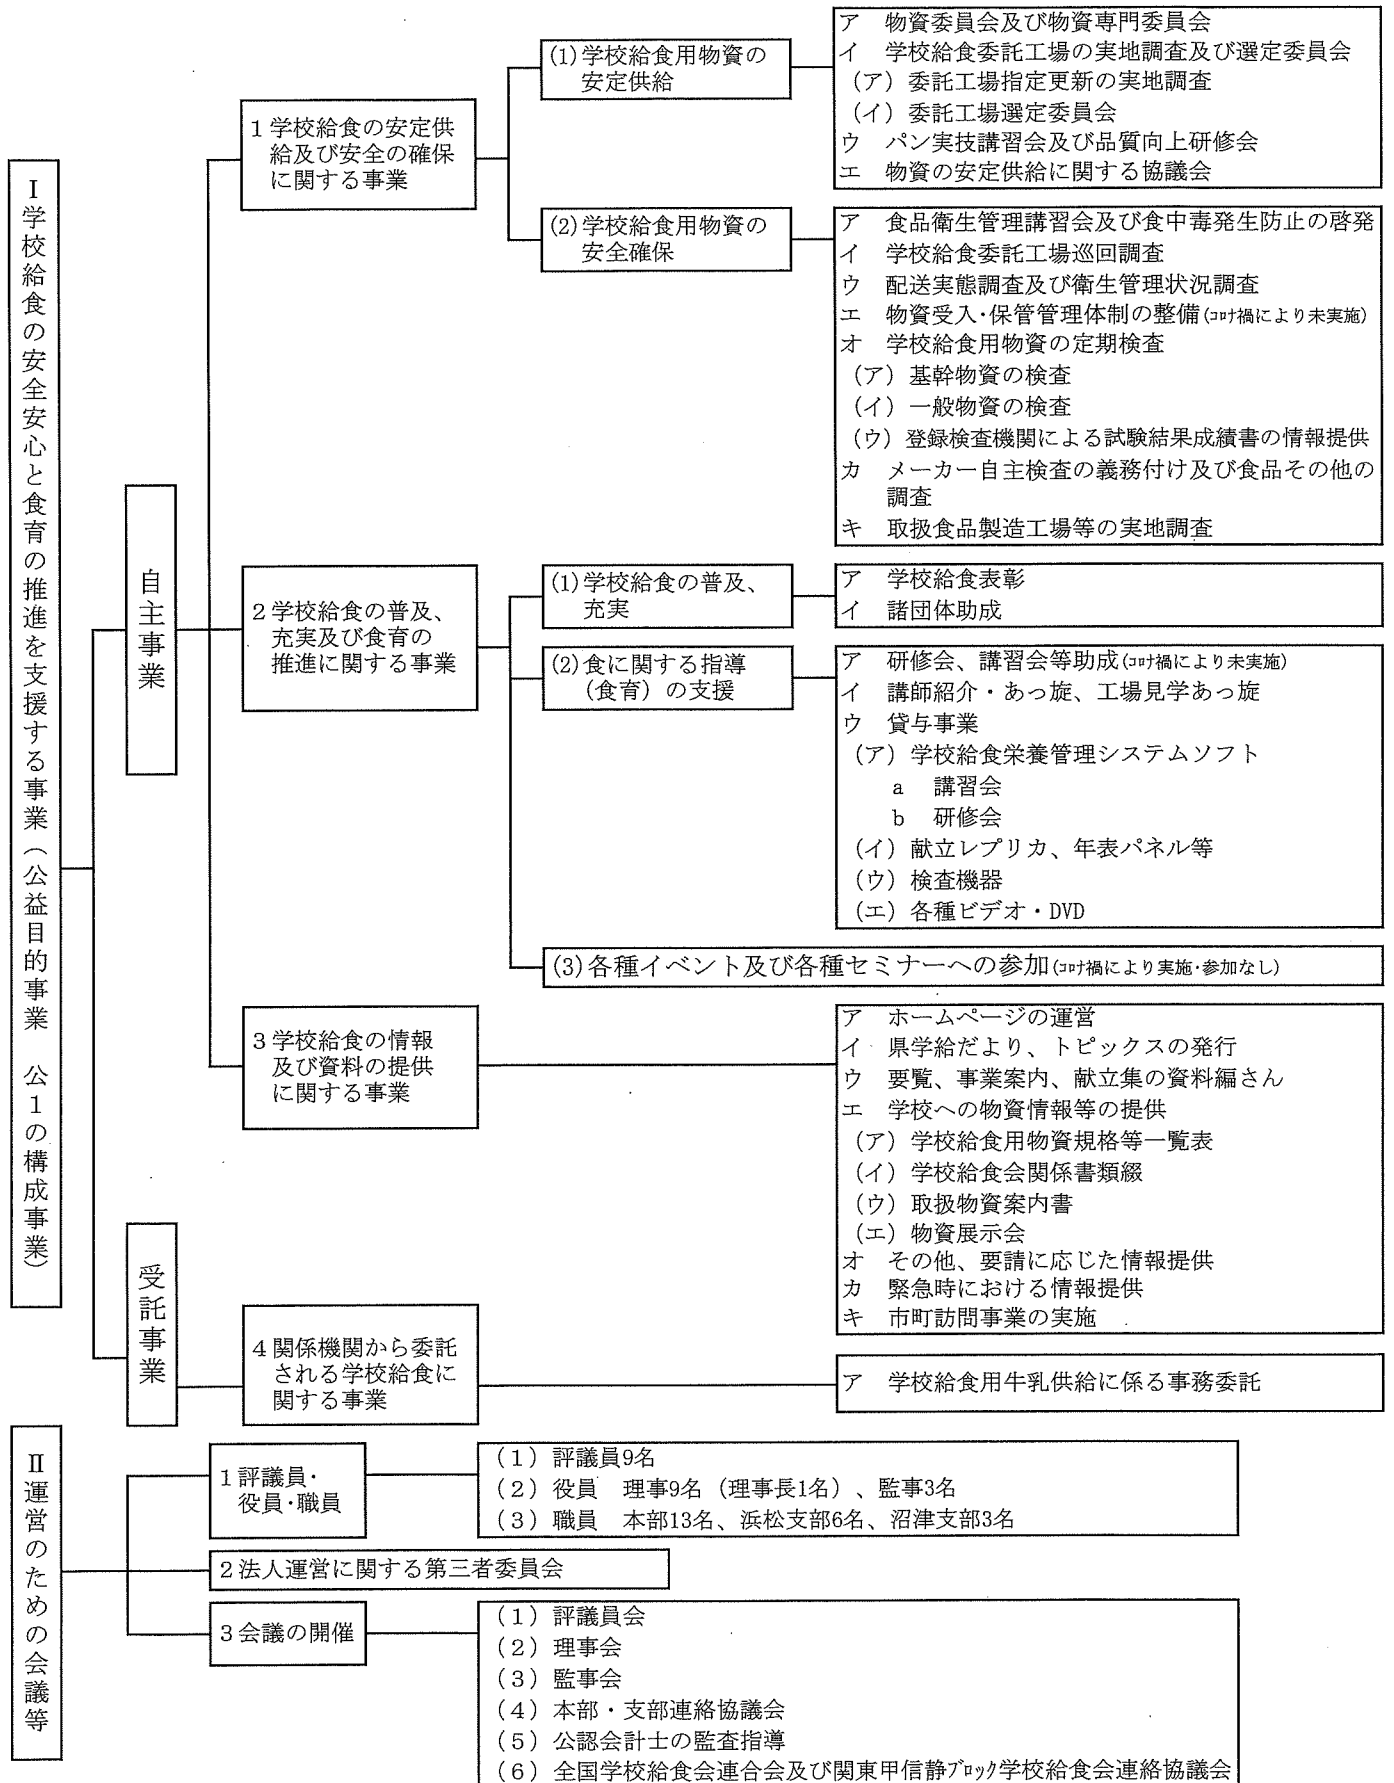 Ⅰ学校給食の安全安心と食育の推進を支援する事業（公益目的事業　公１の構成事業）
自主事業
1 学校給食の安定供
給及び安全の確保
に関する事業
(1)学校給食用物資の
安定供給
ア　物資委員会及び物資専門委員会
イ　学校給食委託工場の実地調査及び選定委員会
（ア）委託工場指定更新の実地調査
（イ）委託工場選定委員会
ウ　パン実技講習会及び品質向上研修会
エ　物資の安定供給に関する協議会
(2)学校給食用物資の
安全確保
ア　食品衛生管理講習会及び食中毒発生防止の啓発
イ　学校給食委託工場巡回調査
ウ　配送実態調査及び衛生管理状況調査
エ　物資受入・保管管理体制の整備(ｺﾛﾅ禍により未実施)
オ　学校給食用物資の定期検査
（ア）基幹物資の検査
（イ）一般物資の検査
（ウ）登録検査機関による試験結果成績書の情報提供
カ　メーカー自主検査の義務付け及び食品その他の
調査
キ　取扱食品製造工場等の実地調査
2 学校給食の普及、
充実及び食育の
推進に関する事業
(1)学校給食の普及、
充実
ア　学校給食表彰
イ　諸団体助成
(2)食に関する指導
（食育）の支援
ア　研修会、講習会等助成(ｺﾛﾅ禍により未実施)
イ　講師紹介・あっ旋、工場見学あっ旋
ウ　貸与事業
（ア）学校給食栄養管理システムソフト
a　講習会
b　研修会
（イ）献立レプリカ、年表パネル等
（ウ）検査機器
（エ）各種ビデオ・DVD
(3)各種イベント及び各種セミナーへの参加(ｺﾛﾅ禍により実施・参加なし)
3 学校給食の情報
及び資料の提供
に関する事業
ア　ホームページの運営
イ　県学給だより、トピックスの発行
ウ　要覧、事業案内、献立集の資料編さん
エ　学校への物資情報等の提供
（ア）学校給食用物資規格等一覧表
（イ）学校給食会関係書類綴
（ウ）取扱物資案内書
（エ）物資展示会
オ　その他、要請に応じた情報提供
カ　緊急時における情報提供
キ　市町訪問事業の実施
受託事業
4 関係機関から委託
される学校給食に
関する事業
ア　学校給食用牛乳供給に係る事務委託
Ⅱ運営のための会議等
1 評議員・
役員・職員
（1）評議員9名
（2）役員　理事9名（理事長1名）、監事3名
（3）職員　本部13名、浜松支部6名、沼津支部3名
2 法人運営に関する第三者委員会
3 会議の開催
（1）評議員会
（2）理事会
（3）監事会
（4）本部・支部連絡協議会
（5）公認会計士の監査指導
（6）全国学校給食会連合会及び関東甲信静ﾌﾞﾛｯｸ学校給食会連絡協議会